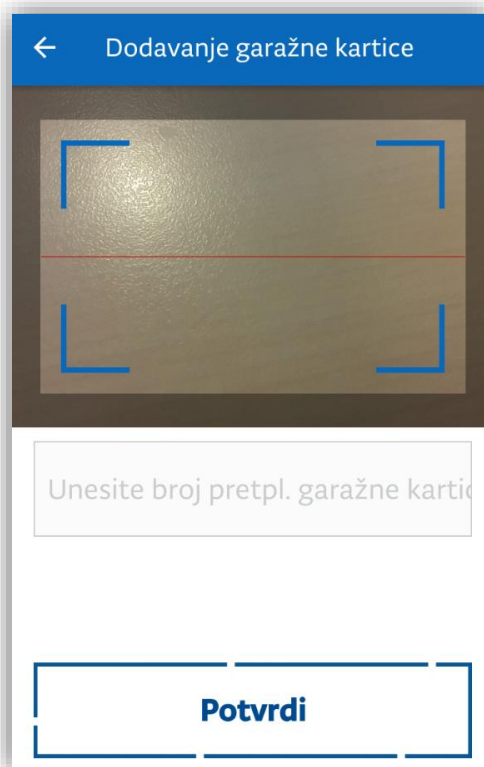 Dodavanje garažne kartice
Unesite broj pretpl. garažne kartic
Potvrdi